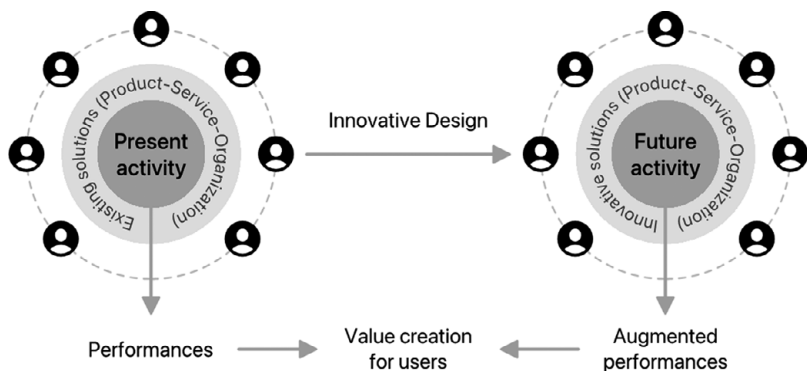 Existing solutions (Product-Service-Organization)
Present
activity
Innovative Design
Innovative solutions (Product-Service-Organization)
Future
activity
Performances
Value creation
for users
Augmented
performances